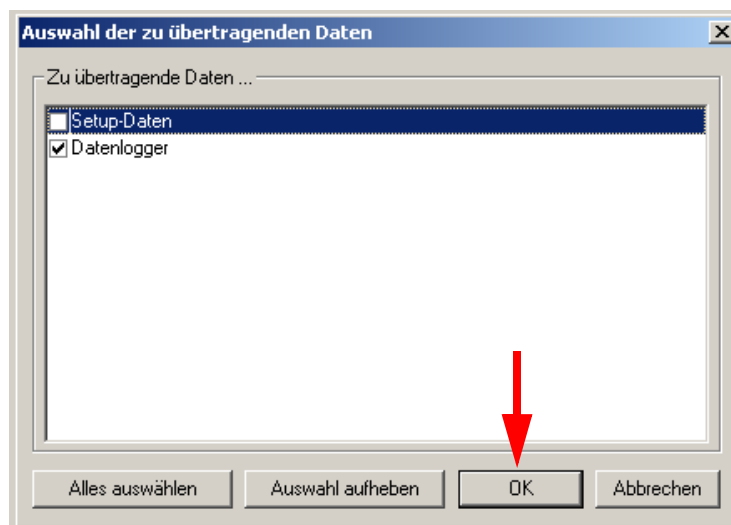 Auswahl der zu übertragenden Daten
Zu übertragende Daten ...
Setup-Daten
Datenlogger
Alles auswählen Auswahl aufheben OK Abbrechen